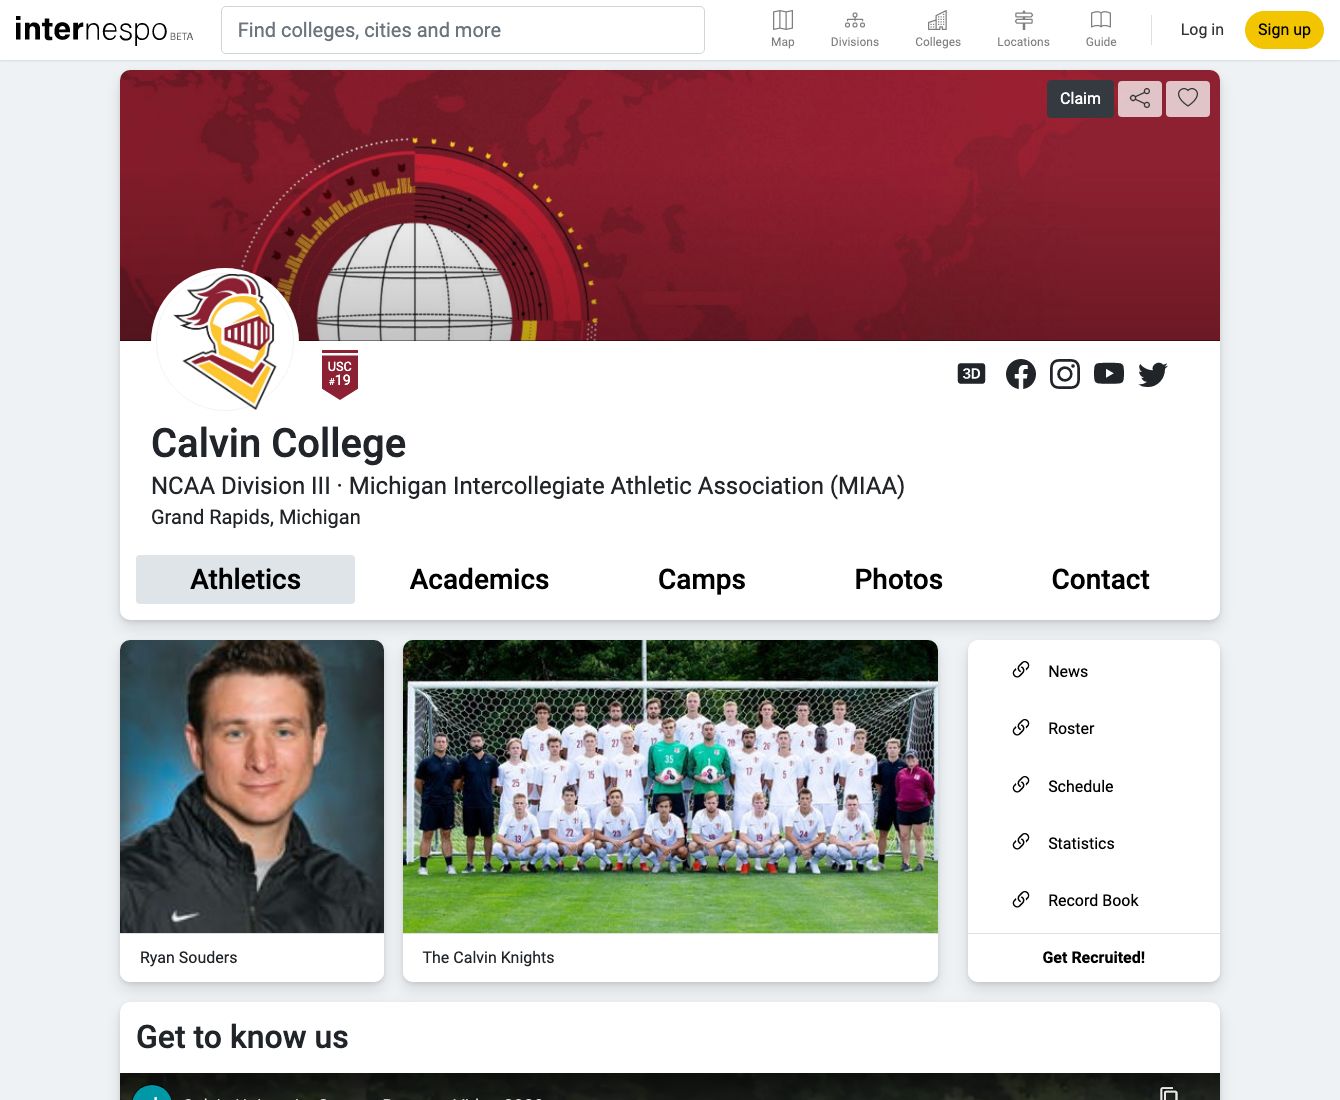 internespo BETA
Find colleges, cities and more
Map
Divisions
Colleges
Locations
Guide
Log in
Sign up
Claim
USC
#19
3D
Calvin College
NCAA Division III · Michigan Intercollegiate Athletic Association (MIAA)
Grand Rapids, Michigan
Athletics
Academics
Camps
Photos
Contact
News
Roster
Schedule
Statistics
Record Book
Get Recruited!
Ryan Souders
The Calvin Knights
Get to know us